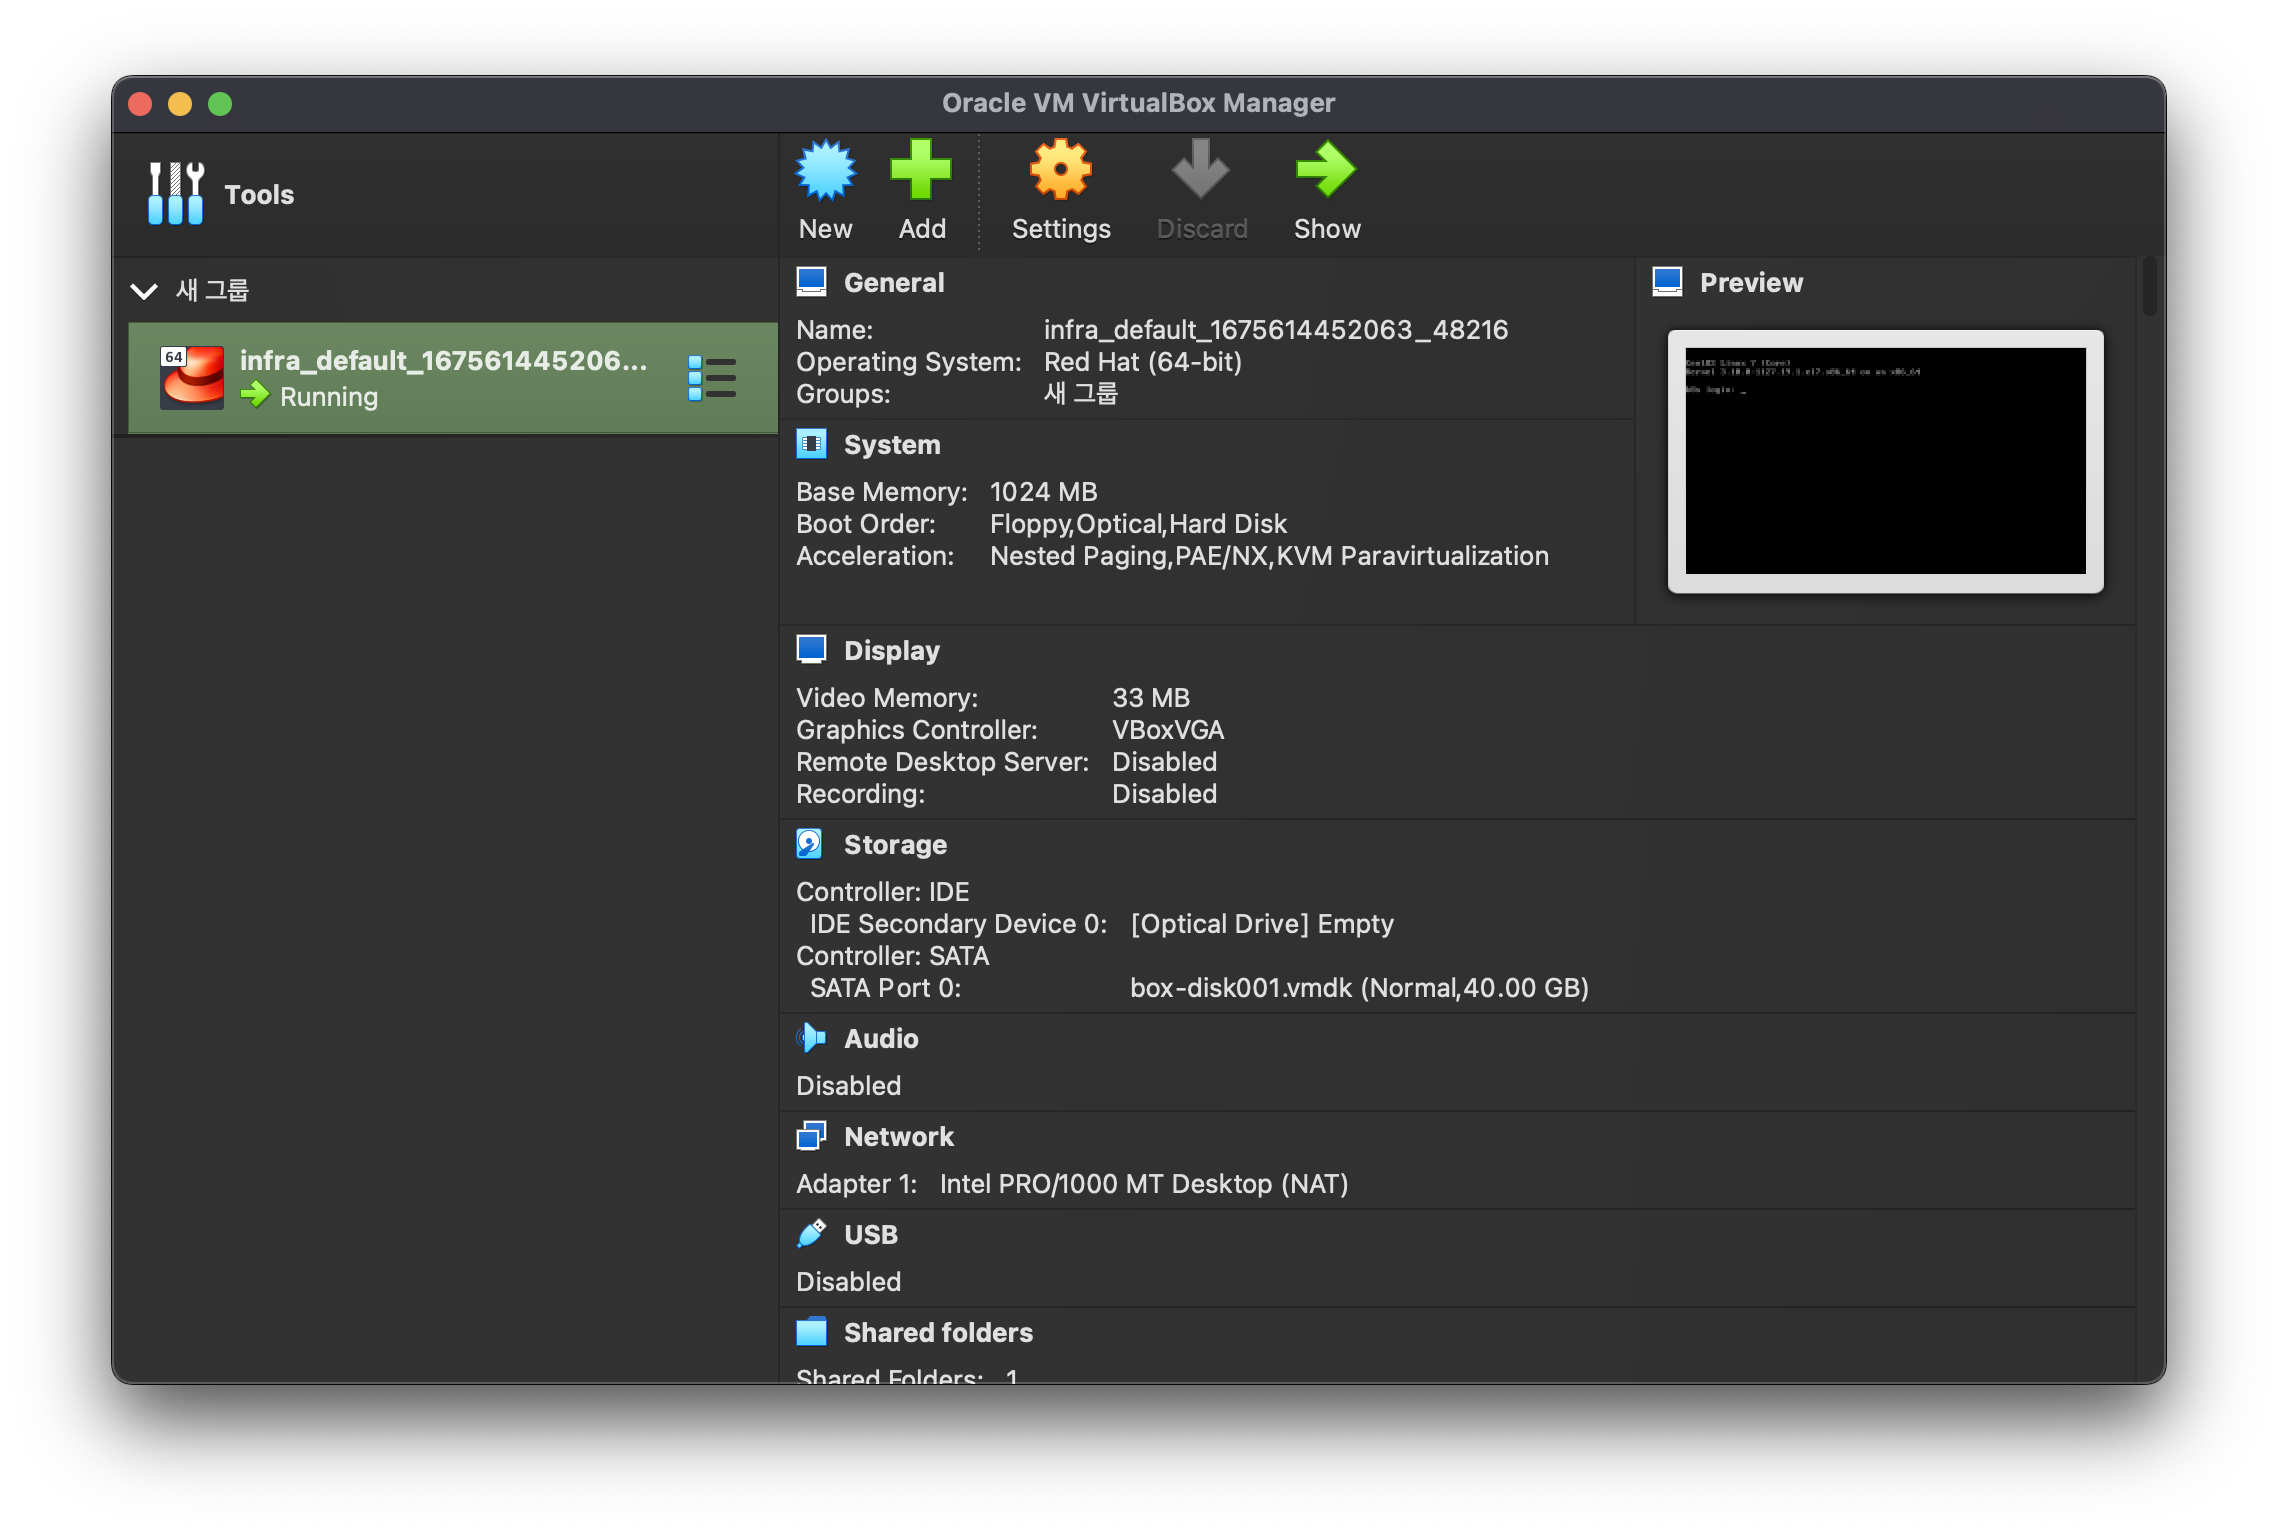 Oracle VM VirtualBox Manager
Tools
New Add Settings Discard Show
새 그룹
64
infra_default_167561445206...
Running
General
Name: infra_default_1675614452063_48216
Operating System: Red Hat (64-bit)
Groups: 새 그룹
System
Base Memory: 1024 MB
Boot Order: Floppy,Optical,Hard Disk
Acceleration: Nested Paging,PAE/NX,KVM Paravirtualization
Preview
Display
Video Memory: 33 MB
Graphics Controller: VBoxVGA
Remote Desktop Server: Disabled
Recording: Disabled
Storage
Controller: IDE
IDE Secondary Device 0: [Optical Drive] Empty
Controller: SATA
SATA Port 0: box-disk001.vmdk (Normal,40.00 GB)
Audio
Disabled
Network
Adapter 1: Intel PRO/1000 MT Desktop (NAT)
USB
Disabled
Shared folders
Shared Folders: 1